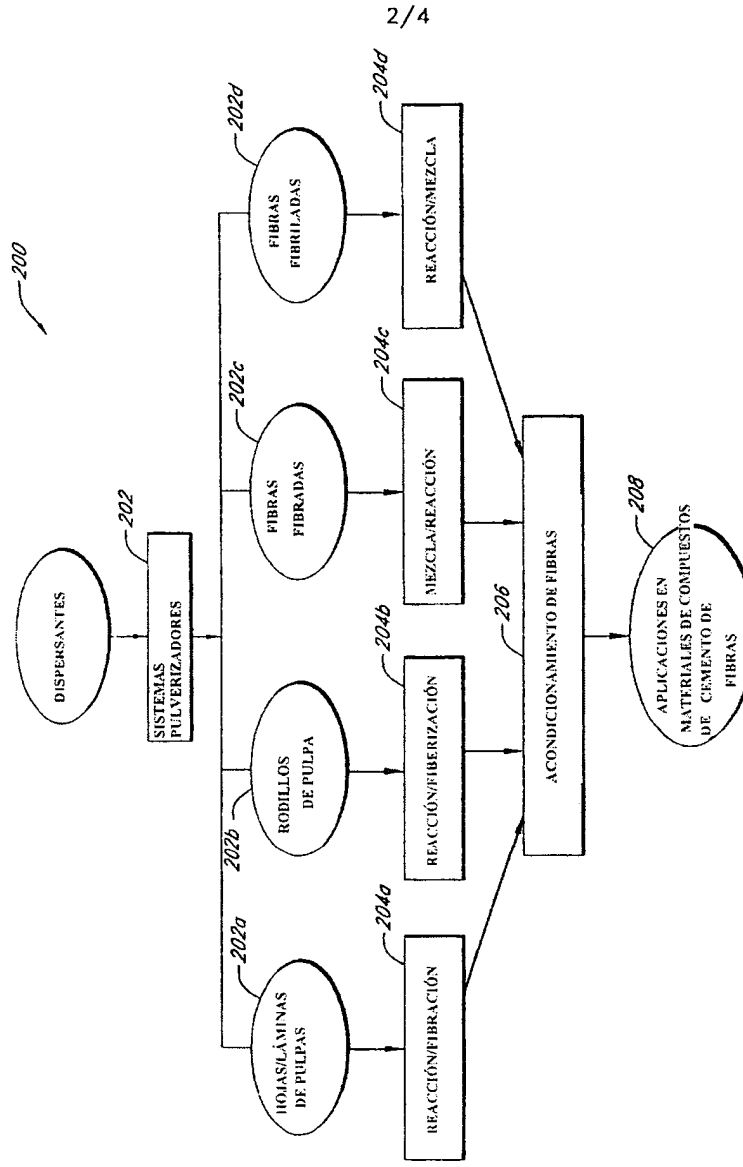 2/4
200
DISPERSANTES
202
SISTEMAS
PULVERIZADORES
202a
HOJAS/LÁMINAS
DE PULPAS
202b
RODILLOS
DE PULPA
202c
FIBRAS
FIBRADAS
202d
FIBRAS
FIBRILADAS
204a
REACCIÓN/FIBRACIÓN
204b
REACCIÓN/FIBERIZACIÓN
204c
MEZCLA/REACCIÓN
204d
REACCIÓN/MEZCLA
206
ACONDICIONAMIENTO DE FIBRAS
208
APLICACIONES EN
MATERIALES DE COMPUESTOS
DE CEMENTO DE
FIBRAS